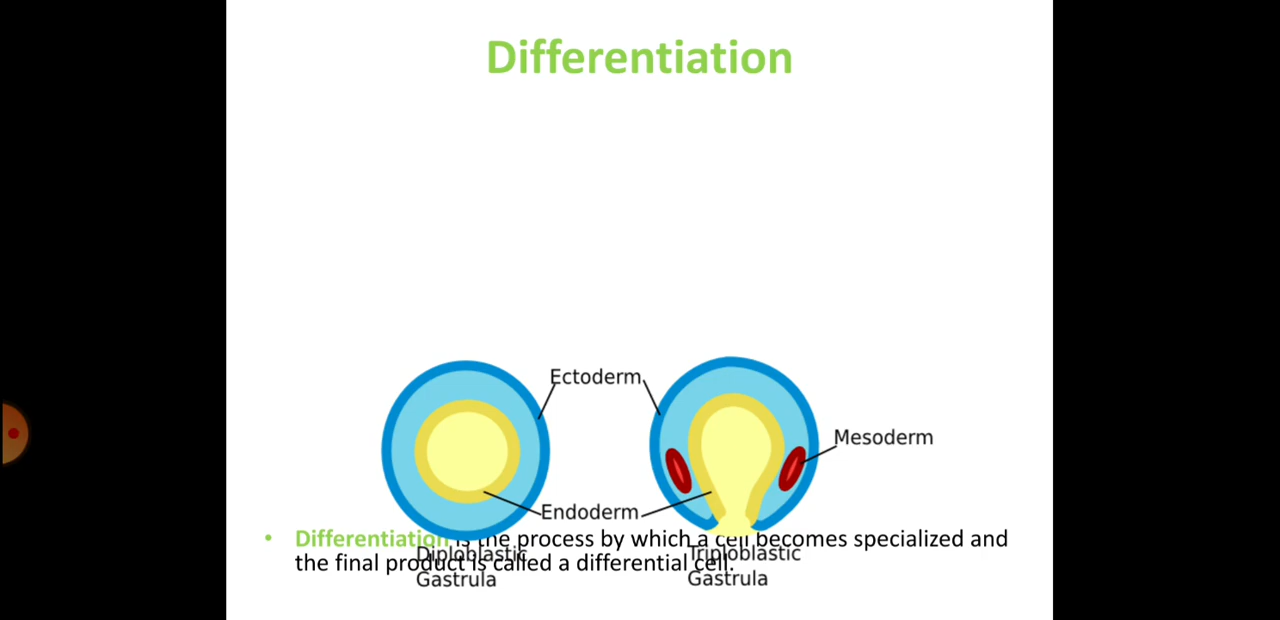 Differentiation
Ectoderm
Mesoderm
Endoderm
• Differentiation is the process by which a cell becomes specialized and
the final product is called a differential cell.
Diploblastic
Gastrula
Triploblastic
Gastrula